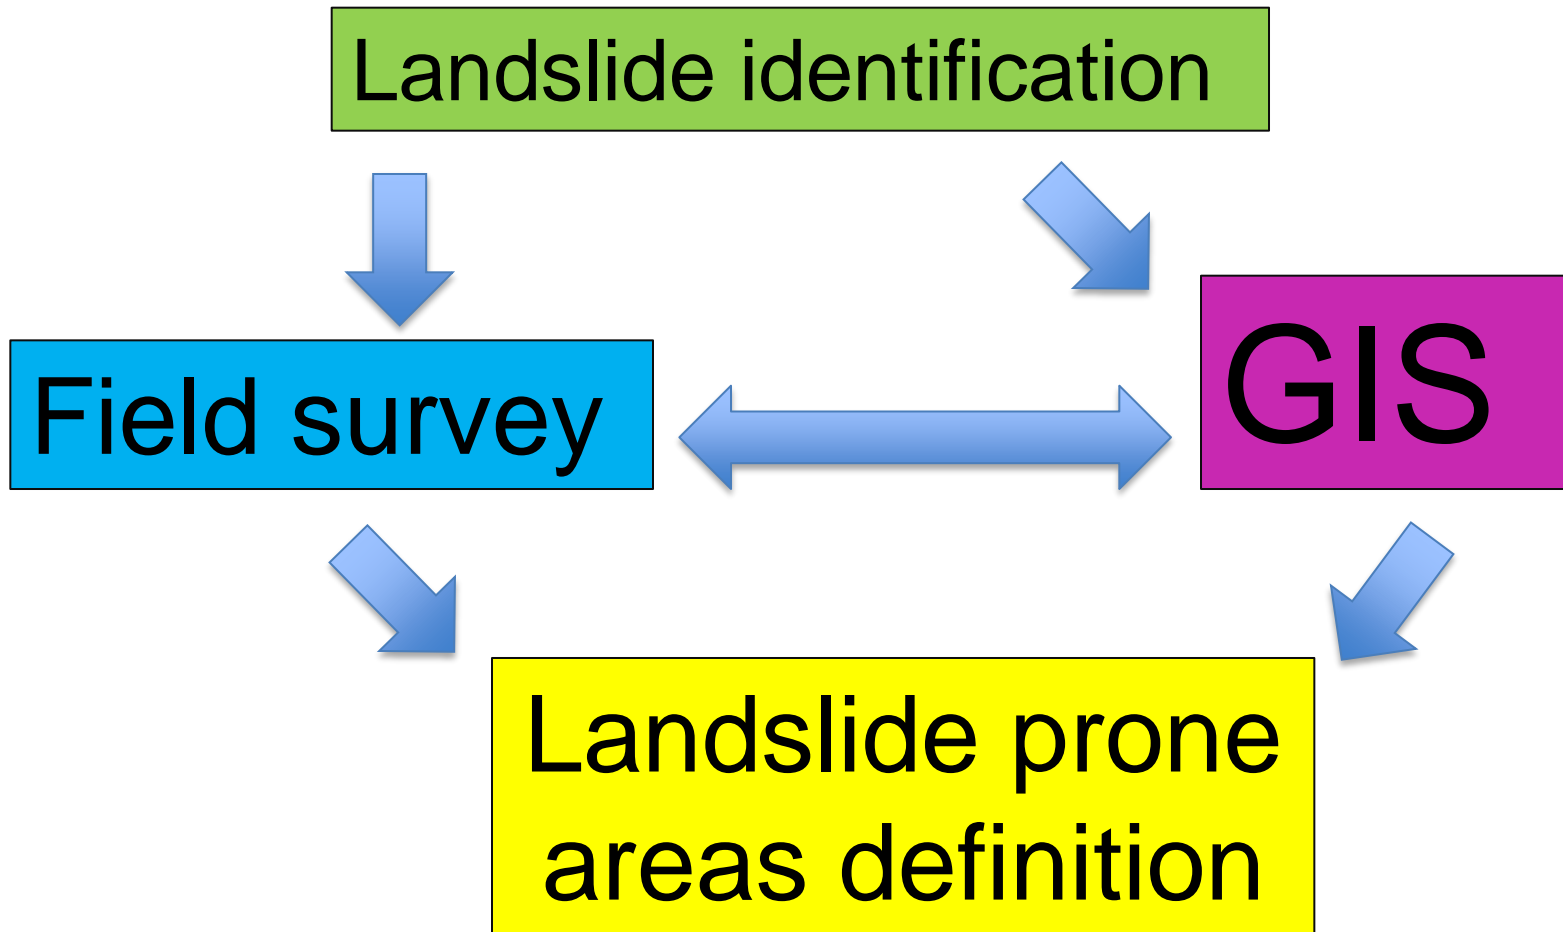 Landslide identification
Field survey
GIS
Landslide prone
areas definition